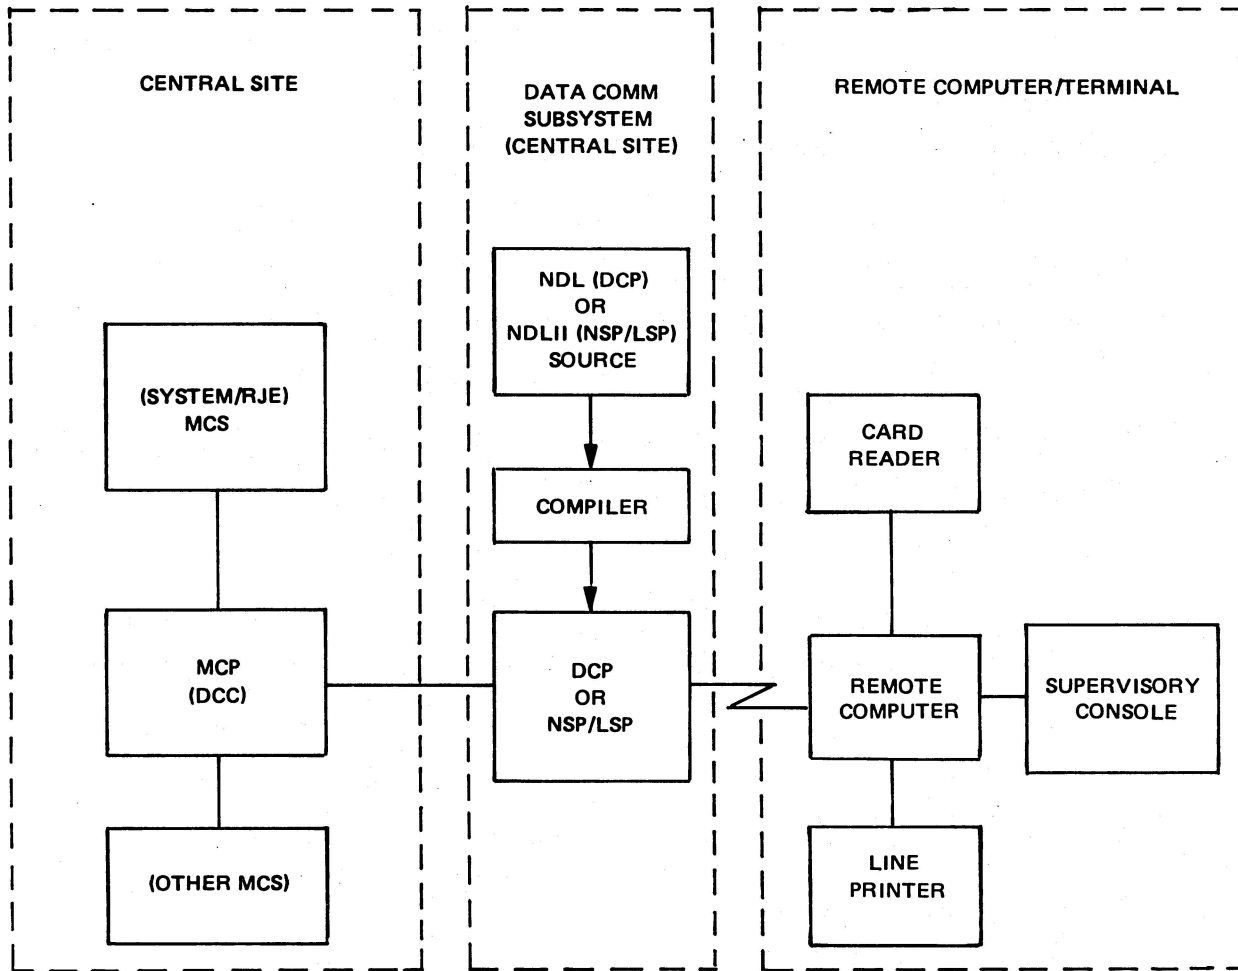 CENTRAL SITE
DATA COMM
SUBSYSTEM
(CENTRAL SITE)
REMOTE COMPUTER/TERMINAL
(SYSTEM/RJE)
MCS
MCP
(DCC)
(OTHER MCS)
NDL (DCP)
OR
NDLII (NSP/LSP)
SOURCE
COMPILER
DCP
OR
NSP/LSP
CARD
READER
REMOTE
COMPUTER
SUPERVISORY
CONSOLE
LINE
PRINTER